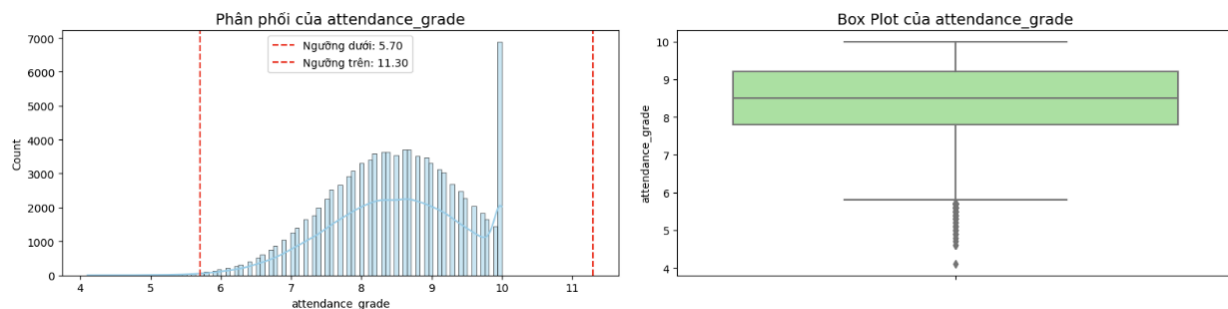 Phân phối của attendance_grade
Ngưỡng dưới: 5.70
Ngưỡng trên: 11.30
7000
6000
5000
4000
3000
2000
1000
0
Count
4 5 6 7 8 9 10 11
attendance_grade
Box Plot của attendance_grade
10
9
8
7
6
5
4
attendance_grade